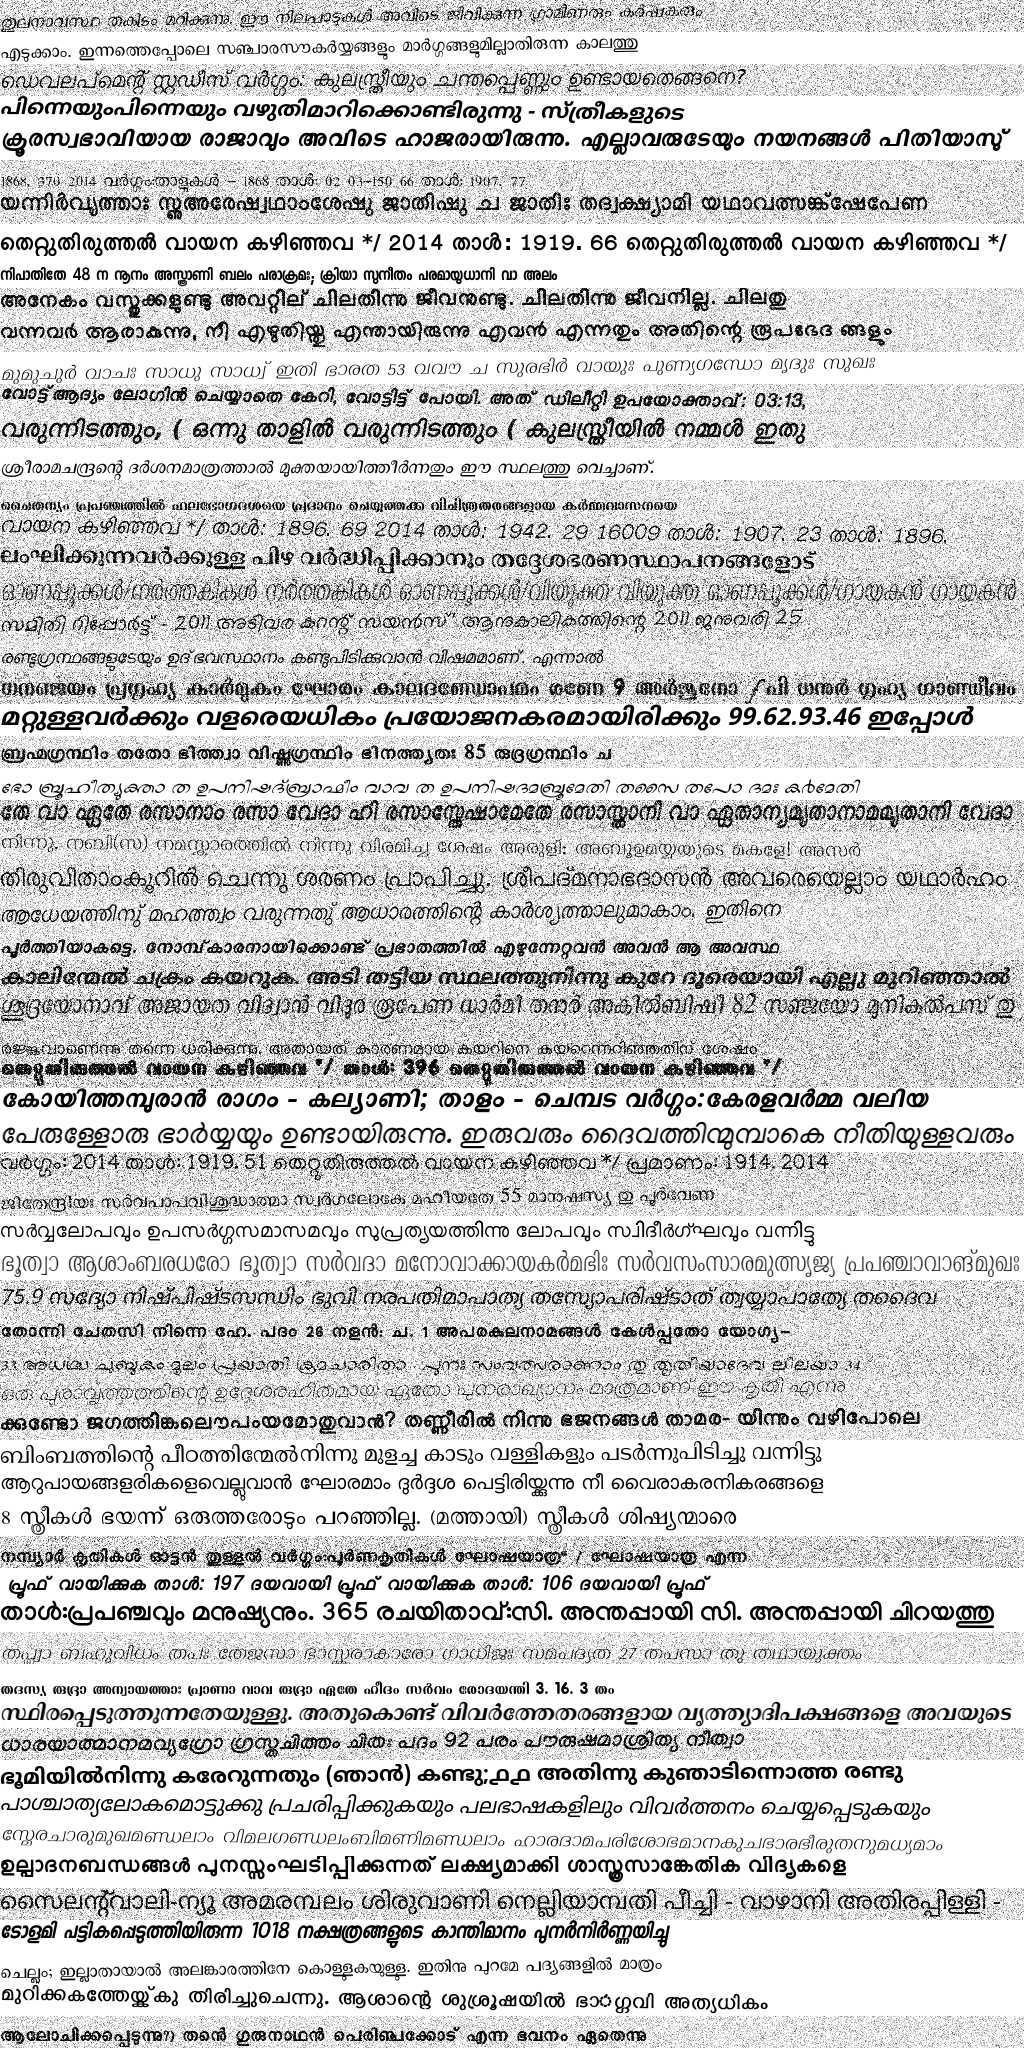 തുലനാവസ്ഥ തകിടം മറിക്കുന്നു. ഈ നിലപാടുകൾ അവിടെ ജീവിക്കുന്ന ഗ്രാമീണരും കർഷകരും
എടുക്കാം. ഇന്നത്തെപ്പോലെ സഞ്ചാരസൗകര്യങ്ങളും മാർഗ്ഗങ്ങളുമില്ലാതിരുന്ന കാലത്തു
ഡെവലപ്മെന്റ് സ്റ്റഡീസ് വർഗ്ഗം: കുലസ്ത്രീയും ചന്തപ്പെണ്ണും ഉണ്ടായതെങ്ങനെ?
പിന്നെയുംപിന്നെയും വഴുതിമാറിക്കൊണ്ടിരുന്നു - സ്ത്രീകളുടെ
ക്രൂരസ്വഭാവിയായ രാജാവും അവിടെ ഹാജരായിരുന്നു. എല്ലാവരുടേയും നയനങ്ങൾ പിതിയാസു്
1868. 370 2014 വർഗ്ഗം:താളുകൾ - 1868 താൾ: 02 03-150 66 താൾ: 1907. 77
യന്നിർവൃത്താഃ സ്ണുഅരേഷ്വഥാംശേഷു ജാതിഷു ച ജാതിഃ തദ്വക്ഷ്യാമി യഥാവത്സങ്ക്ഷേപേണ
തെറ്റുതിരുത്തൽ വായന കഴിഞ്ഞവ */ 2014 താൾ: 1919. 66 തെറ്റുതിരുത്തൽ വായന കഴിഞ്ഞവ */
നിപാതിതേ 48 ന നൂനം അസ്ത്രാണി ബലം പരാക്രമഃ; ക്രിയാ സുനീതം പരമായുധാനി വാ അലം
അനേകം വസ്തുക്കളുണ്ടു അവറ്റില് ചിലതിന്നു ജീവനുണ്ടു. ചിലതിന്നു ജീവനില്ല. ചിലതു
വന്നവർ ആരാകുന്നു, നീ എഴുതിയ്തു എന്തായിരുന്നു എവൻ എന്നതും അതിന്റെ രൂപഭേദ ങ്ങളും
മുമുചുർ വാചഃ സാധു സാധ്വ് ഇതി ഭാരത 53 വവൗ ച സുരഭിർ വായുഃ പുണ്യഗന്ധോ മൃദുഃ സുഖഃ
വോട്ട് ആദ്യം ലോഗിൻ ചെയ്യാതെ കേറി, വോട്ടിട്ട് പോയി. അത് ഡിലീറ്റി ഉപയോക്താവ്: 03:13,
വരുന്നിടത്തും, ( ഒന്നു താളിൽ വരുന്നിടത്തും ( കുലസ്ത്രീയിൽ നമ്മൾ ഇതു
ശ്രീരാമചന്ദ്രന്റെ ദർശനമാത്രത്താൽ മുക്തയായിത്തീർന്നതും ഈ സ്ഥലത്തു വെച്ചാണ്.
ചൈതന്യം പ്രപഞ്ചത്തിൽ ഫലഭോഗദശയെ പ്രദാനം ചെയ്യത്തക്ക വിചിത്രതരങ്ങളായ കർമ്മവാസനയെ
വായന കഴിഞ്ഞവ */ താൾ: 1896. 69 2014 താൾ: 1942. 29 16009 താൾ: 1907. 23 താൾ: 1896.
ലംഘിക്കുന്നവർക്കുള്ള പിഴ വർദ്ധിപ്പിക്കാനും തദ്ദേശഭരണസ്ഥാപനങ്ങളോട്
ഓണപ്പൂക്കൾ/നർത്തകികൾ നർത്തകികൾ ഓണപ്പൂക്കൾ/വിയുക്ത വിയുക്ത ഓണപ്പൂക്കൾ/ഗായകൻ ഗായകൻ
സ്ഥിതി റിപ്പോർട്ട് - 2011 അടിവര കറന്റ് സയൻസ്" ആനുകാലികത്തിന്റെ 2011 ജനുവരി 25
രണ്ടുഗ്രന്ഥങ്ങളുടേയും ഉദ്ഭവസ്ഥാനം കണ്ടുപിടിക്കുവാൻ വിഷമമാണ്. എന്നാൽ
ധനഞ്ജയം പ്രഗൃഹ്യ കാർമുകം ഘോരം കാലദണ്ഡോപമം രണേ 9 അർജുനോ ऽപി ധനുർ ഗൃഹ്യ ഗാണ്ഡീവം
മറ്റുള്ളവർക്കും വളരെയധികം പ്രയോജനകരമായിരിക്കും 99.62.93.46 ഇപ്പോൾ
ബ്രഹ്മഗ്രന്ഥിം തതോ ഭിത്ത്വാ വിഷ്ണുഗ്രന്ഥിം ഭിനത്ത്യതഃ 85 രുദ്രഗ്രന്ഥിം ച
ഭോ ബ്രൂഹീത്യുക്താ ത ഉപനിഷദ്ബ്രാഹ്മീം വാവ ത ഉപനിഷദമബ്രൂമേതി തസൈ തപോ ദമഃ കർമേതി
തേ വാ ഏതേ രസാനാം രസാ വേദാ ഹി രസാസ്തേഷാമേതേ രസാസ്താനി വാ ഏതാന്യമൃതാനാമമൃതാനി വേദാ
നിന്നു. നബി(സ) നമസ്കാരത്തിൽ നിന്നു വിരമിച്ച ശേഷം അരുളി: അബൂഉമയ്യയുടെ മകളേ! അസർ
തിരുവിതാംകൂറിൽ ചെന്നു ശരണം പ്രാപിച്ചു. ശ്രീപദ്മനാഭദാസൻ അവരെയെല്ലാം യഥാർഹം
ആധേയത്തിനു് മഹത്ത്വം വരുന്നതു് ആധാരത്തിന്റെ കാർശ്യത്താലുമാകാം. ഇതിനെ
പൂർത്തിയാകട്ടെ. നോമ്പ്കാരനായിക്കൊണ്ട് പ്രഭാതത്തിൽ എഴുന്നേറ്റവൻ അവൻ ആ അവസ്ഥ
കാലിന്മേൽ ചക്രം കയറൂക. അടി തട്ടിയ സ്ഥലത്തുനിന്നു കുറേ ദൂരെയായി എല്ലു മുറിഞ്ഞാൽ
ശൂദ്രയോനാവ് അജായത വിദ്വാൻ വിദുര രൂപേണ ധാർമി തനുർ അകിൽബിഷി 82 സഞ്ജയോ മുനികൽപസ് തു
രജ്ജുവാണെന്നു തന്നെ ധരിക്കുന്നു. അതായത് കാരണമായ കയറിനെ കയറെന്നറിഞ്ഞതിന് ശേഷം
തെറ്റുതിരുത്തൽ വായന കഴിഞ്ഞവ */ താൾ: 396 തെറ്റുതിരുത്തൽ വായന കഴിഞ്ഞവ */
കോയിത്തമ്പുരാൻ രാഗം - കല്യാണി; താളം - ചെമ്പട വർഗ്ഗം:കേരളവർമ്മ വലിയ
പേരുള്ളോരു ഭാർയ്യയും ഉണ്ടായിരുന്നു. ഇരുവരും ദൈവത്തിന്മുമ്പാകെ നീതിയുള്ളവരും
വർഗ്ഗം: 2014 താൾ: 1919. 51 തെറ്റുതിരുത്തൽ വായന കഴിഞ്ഞവ */ പ്രമാണം: 1914. 2014
ജിതേന്ദ്രിയഃ സർവപാപവിശുദ്ധാത്മാ സ്വർഗലോകേ മഹീയതേ 55 മാനുഷസ്യ തു പൂർവേണ
സർവ്വലോപവും ഉപസർഗ്ഗസമാസമവും സുപ്രത്യയത്തിന്നു ലോപവും സ്ഥിദീർഗ്ഘവും വന്നിട്ടു
ഭൂത്വാ ആശാംബരധരോ ഭൂത്വാ സർവദാ മനോവാക്കായകർമഭിഃ സർവസംസാരമുത്സൃജ്യ പ്രപഞ്ചാവാങ്മുഖഃ
75.9 സദ്യോ നിഷ്പിഷ്ടസന്ധിം ഭുവി നരപതിമാപാത്യ തസ്യോപരിഷ്ടാത് ത്വയ്യാപാത്യേ തദൈവ
തോന്നി ചേതസി നിന്നെ ഹേ. പദം 26 നളൻ: ച. 1 അപരകുലനാമങ്ങൾ കേൾപ്പതോ യോഗ്യ-
33 അധശ്ച ചുബുകം മൂലം പ്രയാതി ക്രമചാരിതാ പുനഃ സംവത്സരാണാം തു തൃതീയാദേവ ലീലയാ 34
ഒരു പുരാവൃത്തത്തിന്റെ ഉദ്ദേശരഹിതമായ ഏതോ പുനരാഖ്യാനം മാത്രമാണ് ഈ കൃതി എന്നു
ക്കുണ്ടോ ജഗത്തിങ്കലൌപംയമോതുവാൻ? തണ്ണീരിൽ നിന്നു ഭജനങ്ങൾ താമര- യിന്നും വഴിപോലെ
ബിംബത്തിന്റെ പീഠത്തിന്മേൽനിന്നു മുളച്ച കാടും വള്ളികളും പടർന്നുപിടിച്ചു വന്നിട്ടു
ആറുപായങ്ങളരികളെവെല്ലുവാൻ ഘോരമാം ദുർദ്ദശ പെട്ടിരിയ്ക്കുന്നു നീ വൈരാകരനികരങ്ങളെ
8 സ്ത്രീകൾ ഭയന്ന് ഒരുത്തരോടും പറഞ്ഞില്ല. (മത്തായി) സ്ത്രീകൾ ശിഷ്യന്മാരെ
നമ്പ്യാർ കൃതികൾ ഓട്ടൻ തുള്ളൽ വർഗ്ഗം:പൂർണകൃതികൾ ഘോഷയാത്ര" / ഘോഷയാത്ര എന്ന
പ്രൂഫ് വായിക്കുക താൾ: 197 ദയവായി പ്രൂഫ് വായിക്കുക താൾ: 106 ദയവായി പ്രൂഫ്
താൾ:പ്രപഞ്ചവും മനുഷ്യനും. 365 രചയിതാവ്:സി. അന്തപ്പായി സി. അന്തപ്പായി ചിറയത്തു
തപ്ത്വാ ബഹുവിധം തപഃ തേജസാ ഭാസ്കരാകാരോ ഗാധിജഃ സമപദ്യത 27 തപസാ തു തഥായുക്തം
തദസ്യ രുദ്രാ അന്വായത്താഃ പ്രാണാ വാവ രുദ്രാ ഏതേ ഹീദം സർവം രോദയന്തി 3. 16. 3 തം
സ്ഥിരപ്പെടുത്തുന്നതേയുള്ളു. അതുകൊണ്ട് വിവർത്തേതരങ്ങളായ വൃത്ത്യാദിപക്ഷങ്ങളെ അവയുടെ
ധാരയാത്മാനമവ്യഗ്രോ ഗ്രസ്തചിത്തം ചിതഃ പദം 92 പരം പൗരുഷമാശ്രിത്യ നീത്വാ
ഭൂമിയിൽനിന്നു കരേറുന്നതും (ഞാൻ) കണ്ടു;൧൧ അതിന്നു കുഞാടിന്നൊത്ത രണ്ടു
പാശ്ചാത്യലോകമൊട്ടുക്കു പ്രചരിപ്പിക്കുകയും പലഭാഷകളിലും വിവർത്തനം ചെയ്യപ്പെടുകയും
സ്മേരചാരുമുഖമണ്ഡലാം വിമലഗണ്ഡലംബിമണിമണ്ഡലാം ഹാരദാമപരിശോഭമാനകുചഭാരഭീരുതനുമധ്യമാം
ഉല്പാദനബന്ധങ്ങൾ പുനസ്സംഘടിപ്പിക്കുന്നത് ലക്ഷ്യമാക്കി ശാസ്ത്രസാങ്കേതിക വിദ്യകളെ
സൈലന്റ്‌വാലി-ന്യൂ അമരമ്പലം ശിരുവാണി നെല്ലിയാമ്പതി പീച്ചി - വാഴാനി അതിരപ്പിള്ളി -
ടോളമി പട്ടികപ്പെടുത്തിയിരുന്ന 1018 നക്ഷത്രങ്ങളുടെ കാന്തിമാനം പുനർനിർണ്ണയിച്ചു
ചെല്ലം; ഇല്ലാതായാൽ അലങ്കാരത്തിനേ കൊള്ളുകയുള്ളു. ഇതിനു പുറമേ പദ്യങ്ങളിൽ മാത്രം
മുറിക്കകത്തേയ്ക്ക്കു തിരിച്ചുചെന്നു. ആശാന്റെ ശുശ്രൂഷയിൽ ഭാഠഗ്ഗവി അത്യധികം
ആലോചിക്കപ്പെടുന്നു?) തന്റെ ഗുരുനാഥൻ പെരിഞ്ചക്കോട് എന്ന ഭവനം ഏതെന്നു